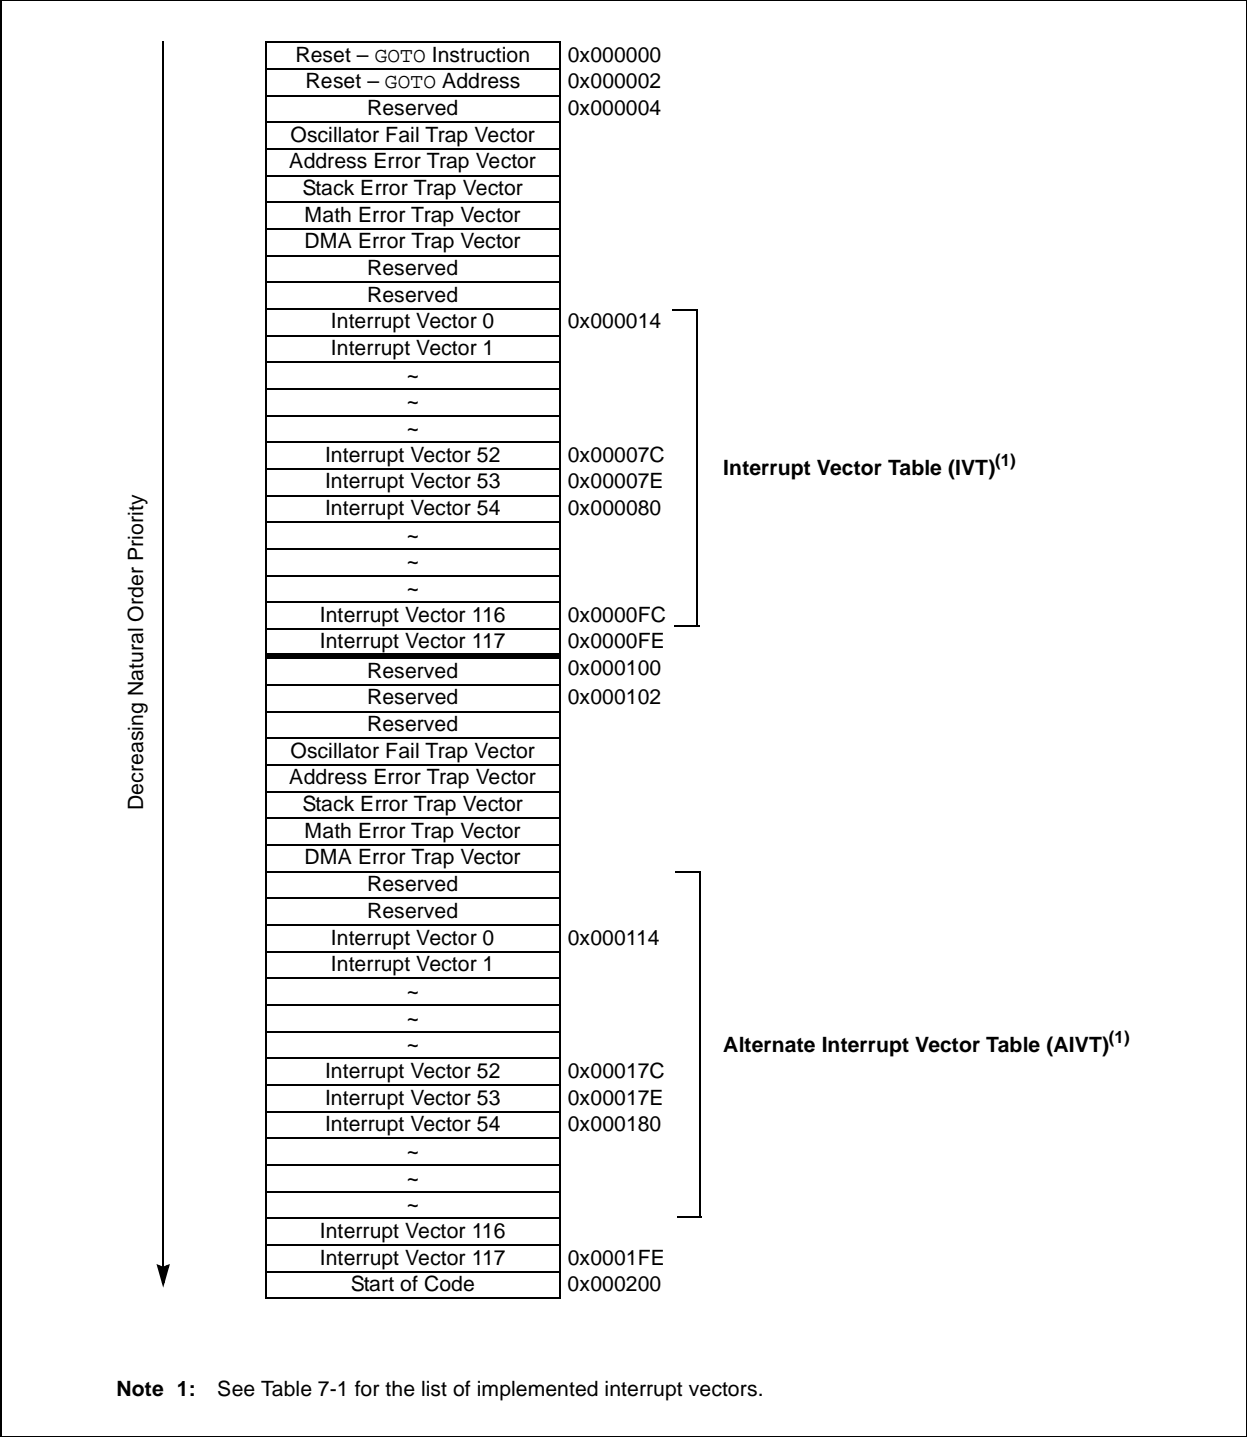 Reset – GOTO Instruction 0x000000
Reset – GOTO Address 0x000002
Reserved 0x000004
Oscillator Fail Trap Vector
Address Error Trap Vector
Stack Error Trap Vector
Math Error Trap Vector
DMA Error Trap Vector
Reserved
Reserved
Interrupt Vector 0 0x000014
Interrupt Vector 1
~
~
~
Interrupt Vector 52 0x00007C
Interrupt Vector Table (IVT)(1)
Interrupt Vector 53 0x00007E
Interrupt Vector 54 0x000080
~
~
~
Interrupt Vector 116 0x0000FC
Interrupt Vector 117 0x0000FE
Decreasing Natural Order Priority
Reserved 0x000100
Reserved 0x000102
Reserved
Oscillator Fail Trap Vector
Address Error Trap Vector
Stack Error Trap Vector
Math Error Trap Vector
DMA Error Trap Vector
Reserved
Reserved
Interrupt Vector 0 0x000114
Interrupt Vector 1
~
~
~
Alternate Interrupt Vector Table (AIVT)(1)
Interrupt Vector 52 0x00017C
Interrupt Vector 53 0x00017E
Interrupt Vector 54 0x000180
~
~
~
Interrupt Vector 116
Interrupt Vector 117 0x0001FE
Start of Code 0x000200
Note 1: See Table 7-1 for the list of implemented interrupt vectors.